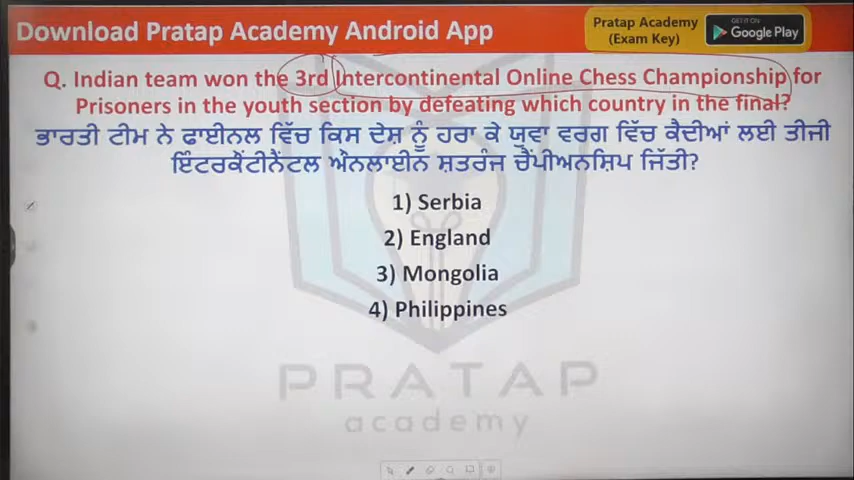 Download Pratap Academy Android App
Pratap Academy
(Exam Key)
GET IT ON
Google Play
Q. Indian team won the 3rd Intercontinental Online Chess Championship for
Prisoners in the youth section by defeating which country in the final?
ਭਾਰਤੀ ਟੀਮ ਨੇ ਫਾਈਨਲ ਵਿੱਚ ਕਿਸ ਦੇਸ਼ ਨੂੰ ਹਰਾ ਕੇ ਯੁਵਾ ਵਰਗ ਵਿੱਚ ਕੈਦੀਆਂ ਲਈ ਤੀਜੀ
ਇੰਟਰਕੌਂਟੀਨੈਂਟਲ ਔਨਲਾਈਨ ਸ਼ਤਰੰਜ ਚੈਂਪੀਅਨਸ਼ਿਪ ਜਿੱਤੀ?
1) Serbia
2) England
3) Mongolia
4) Philippines
PRATAP
academy